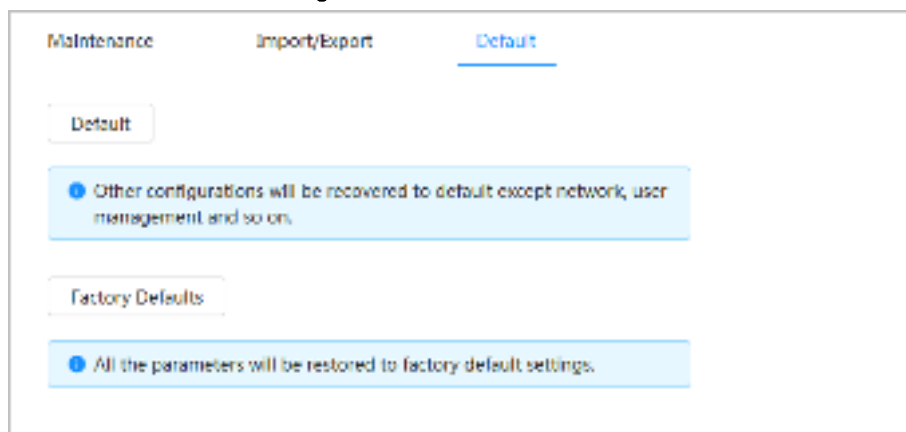 Maintenance Import/Export Default
Default
Other configurations will be recovered to default except network, user
management and so on.
Factory Defaults
All the parameters will be restored to factory default settings.